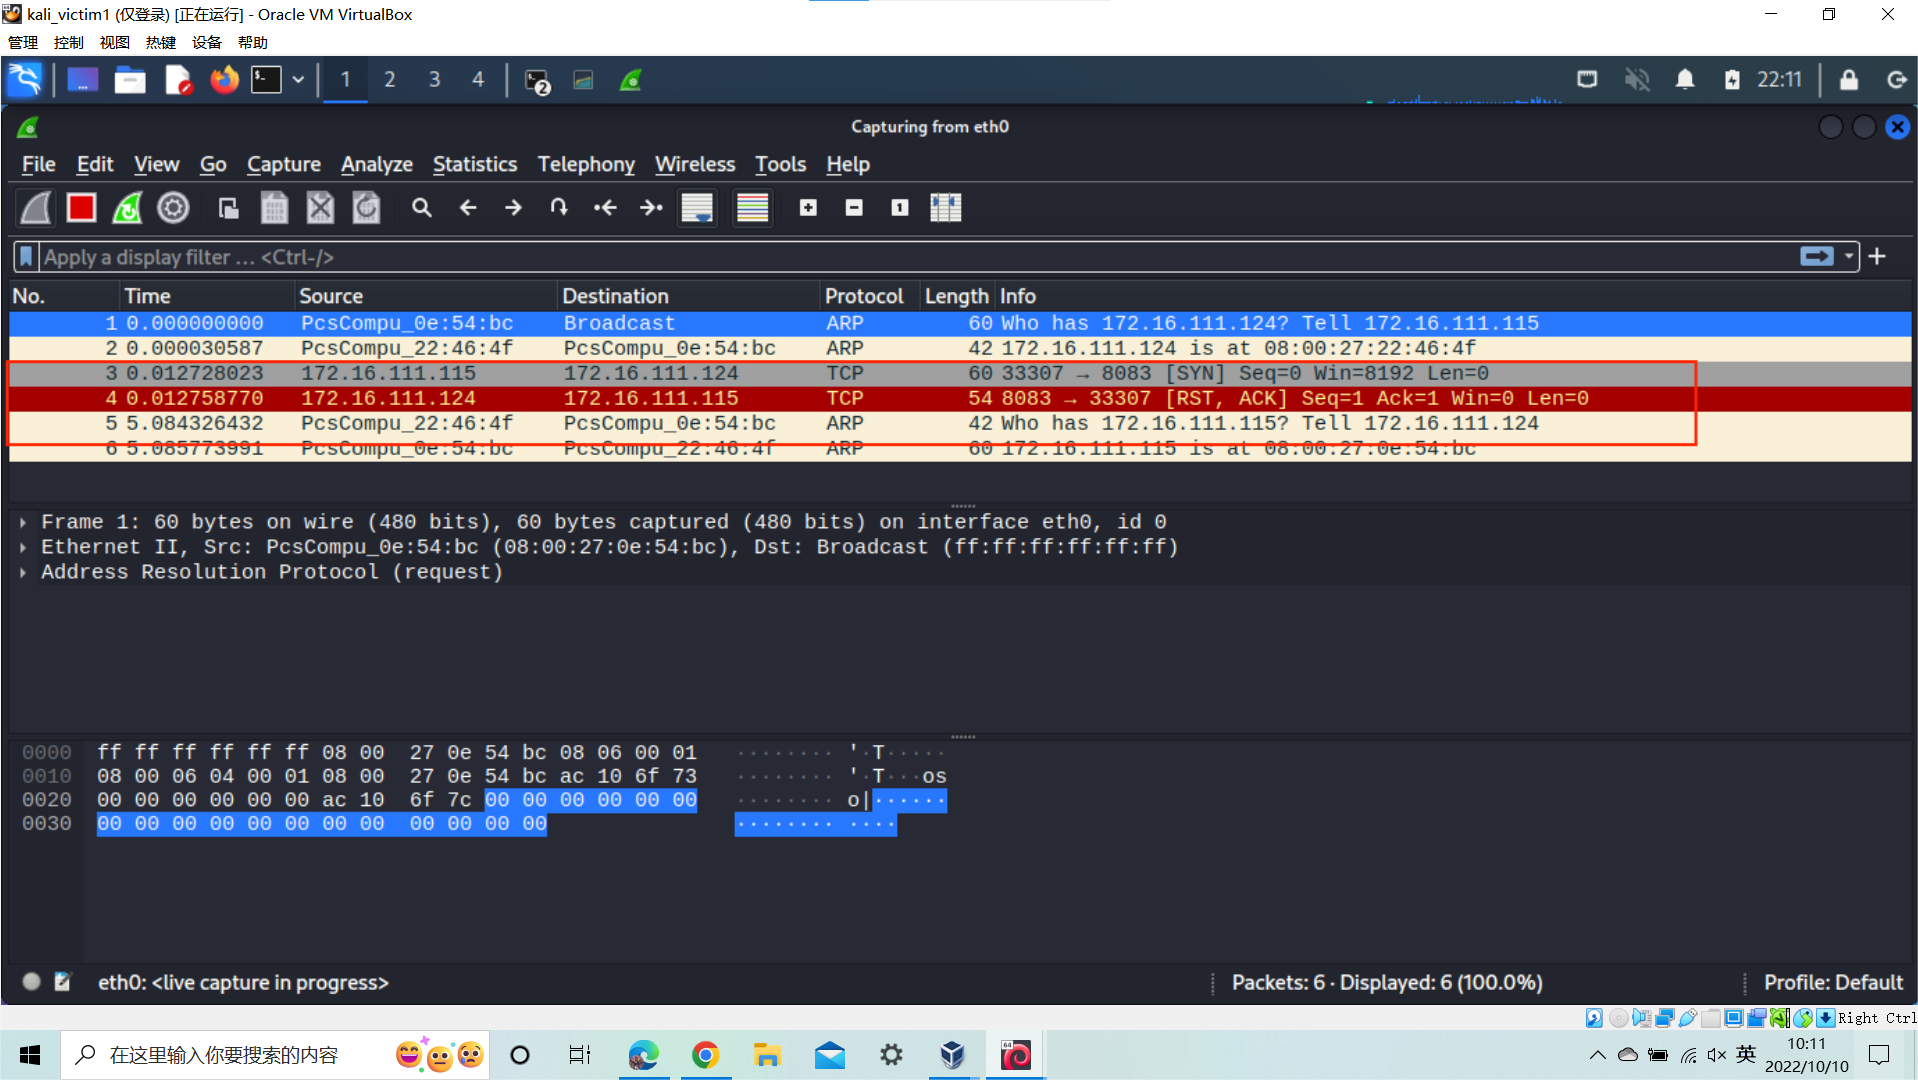 kali_victim1 (仅登录) [正在运行] - Oracle VM VirtualBox
管理 控制 视图 热键 设备 帮助
1 2 3 4 2 22:11
Capturing from eth0
File Edit View Go Capture Analyze Statistics Telephony Wireless Tools Help
Apply a display filter … <Ctrl-/>
No. Time Source Destination Protocol Length Info
1 0.000000000 PcsCompu_0e:54:bc Broadcast ARP 60 Who has 172.16.111.124? Tell 172.16.111.115
2 0.000030587 PcsCompu_22:46:4f PcsCompu_0e:54:bc ARP 42 172.16.111.124 is at 08:00:27:22:46:4f
3 0.012728023 172.16.111.115 172.16.111.124 TCP 60 33307 → 8083 [SYN] Seq=0 Win=8192 Len=0
4 0.012758770 172.16.111.124 172.16.111.115 TCP 54 8083 → 33307 [RST, ACK] Seq=1 Ack=1 Win=0 Len=0
5 5.084326432 PcsCompu_22:46:4f PcsCompu_0e:54:bc ARP 42 Who has 172.16.111.115? Tell 172.16.111.124
6 5.085773991 PcsCompu_0e:54:bc PcsCompu_22:46:4f ARP 60 172.16.111.115 is at 08:00:27:0e:54:bc
Frame 1: 60 bytes on wire (480 bits), 60 bytes captured (480 bits) on interface eth0, id 0
Ethernet II, Src: PcsCompu_0e:54:bc (08:00:27:0e:54:bc), Dst: Broadcast (ff:ff:ff:ff:ff:ff)
Address Resolution Protocol (request)
0000 ff ff ff ff ff ff 08 00 27 0e 54 bc 08 06 00 01 ········ '·T·····
0010 08 00 06 04 00 01 08 00 27 0e 54 bc ac 10 6f 73 ········ '·T···os
0020 00 00 00 00 00 00 ac 10 6f 7c 00 00 00 00 00 00 ········ o|······
0030 00 00 00 00 00 00 00 00 00 00 00 00 ········ ····
eth0: <live capture in progress> Packets: 6 · Displayed: 6 (100.0%) Profile: Default
Right Ctrl
在这里输入你要搜索的内容 64 英 10:11
2022/10/10